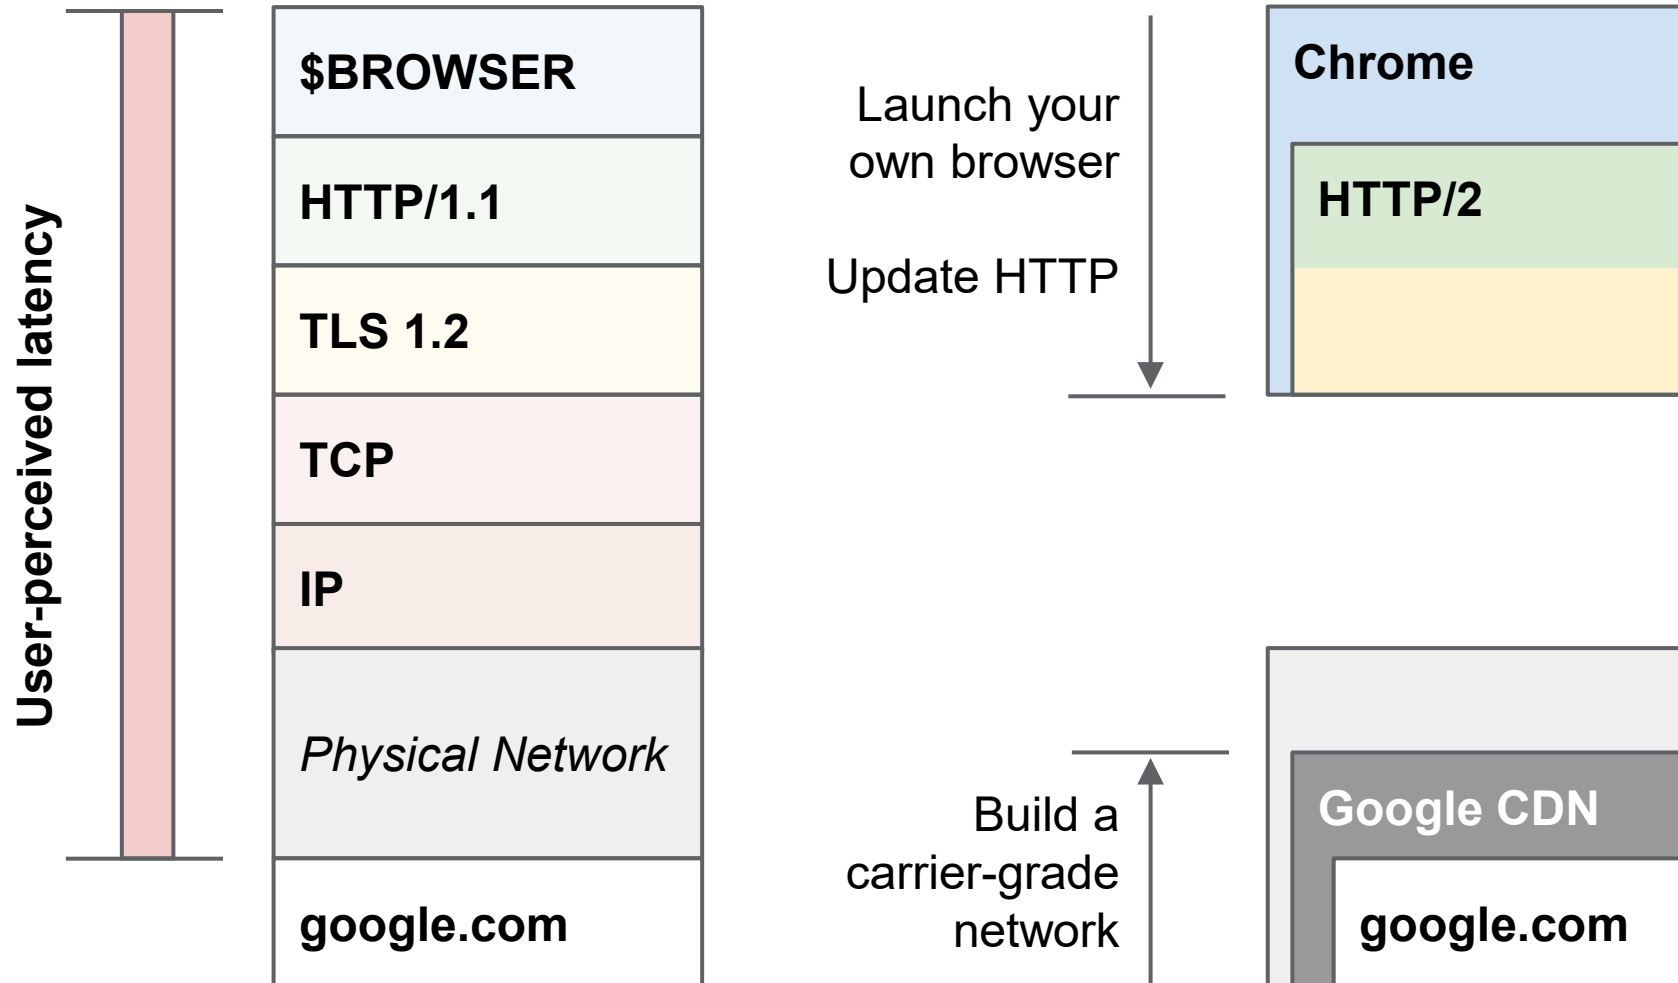 User-perceived latency
$BROWSER
HTTP/1.1
TLS 1.2
TCP
IP
Physical Network
google.com
Launch your
own browser
Update HTTP
Build a
carrier-grade
network
Chrome
HTTP/2
Google CDN
google.com